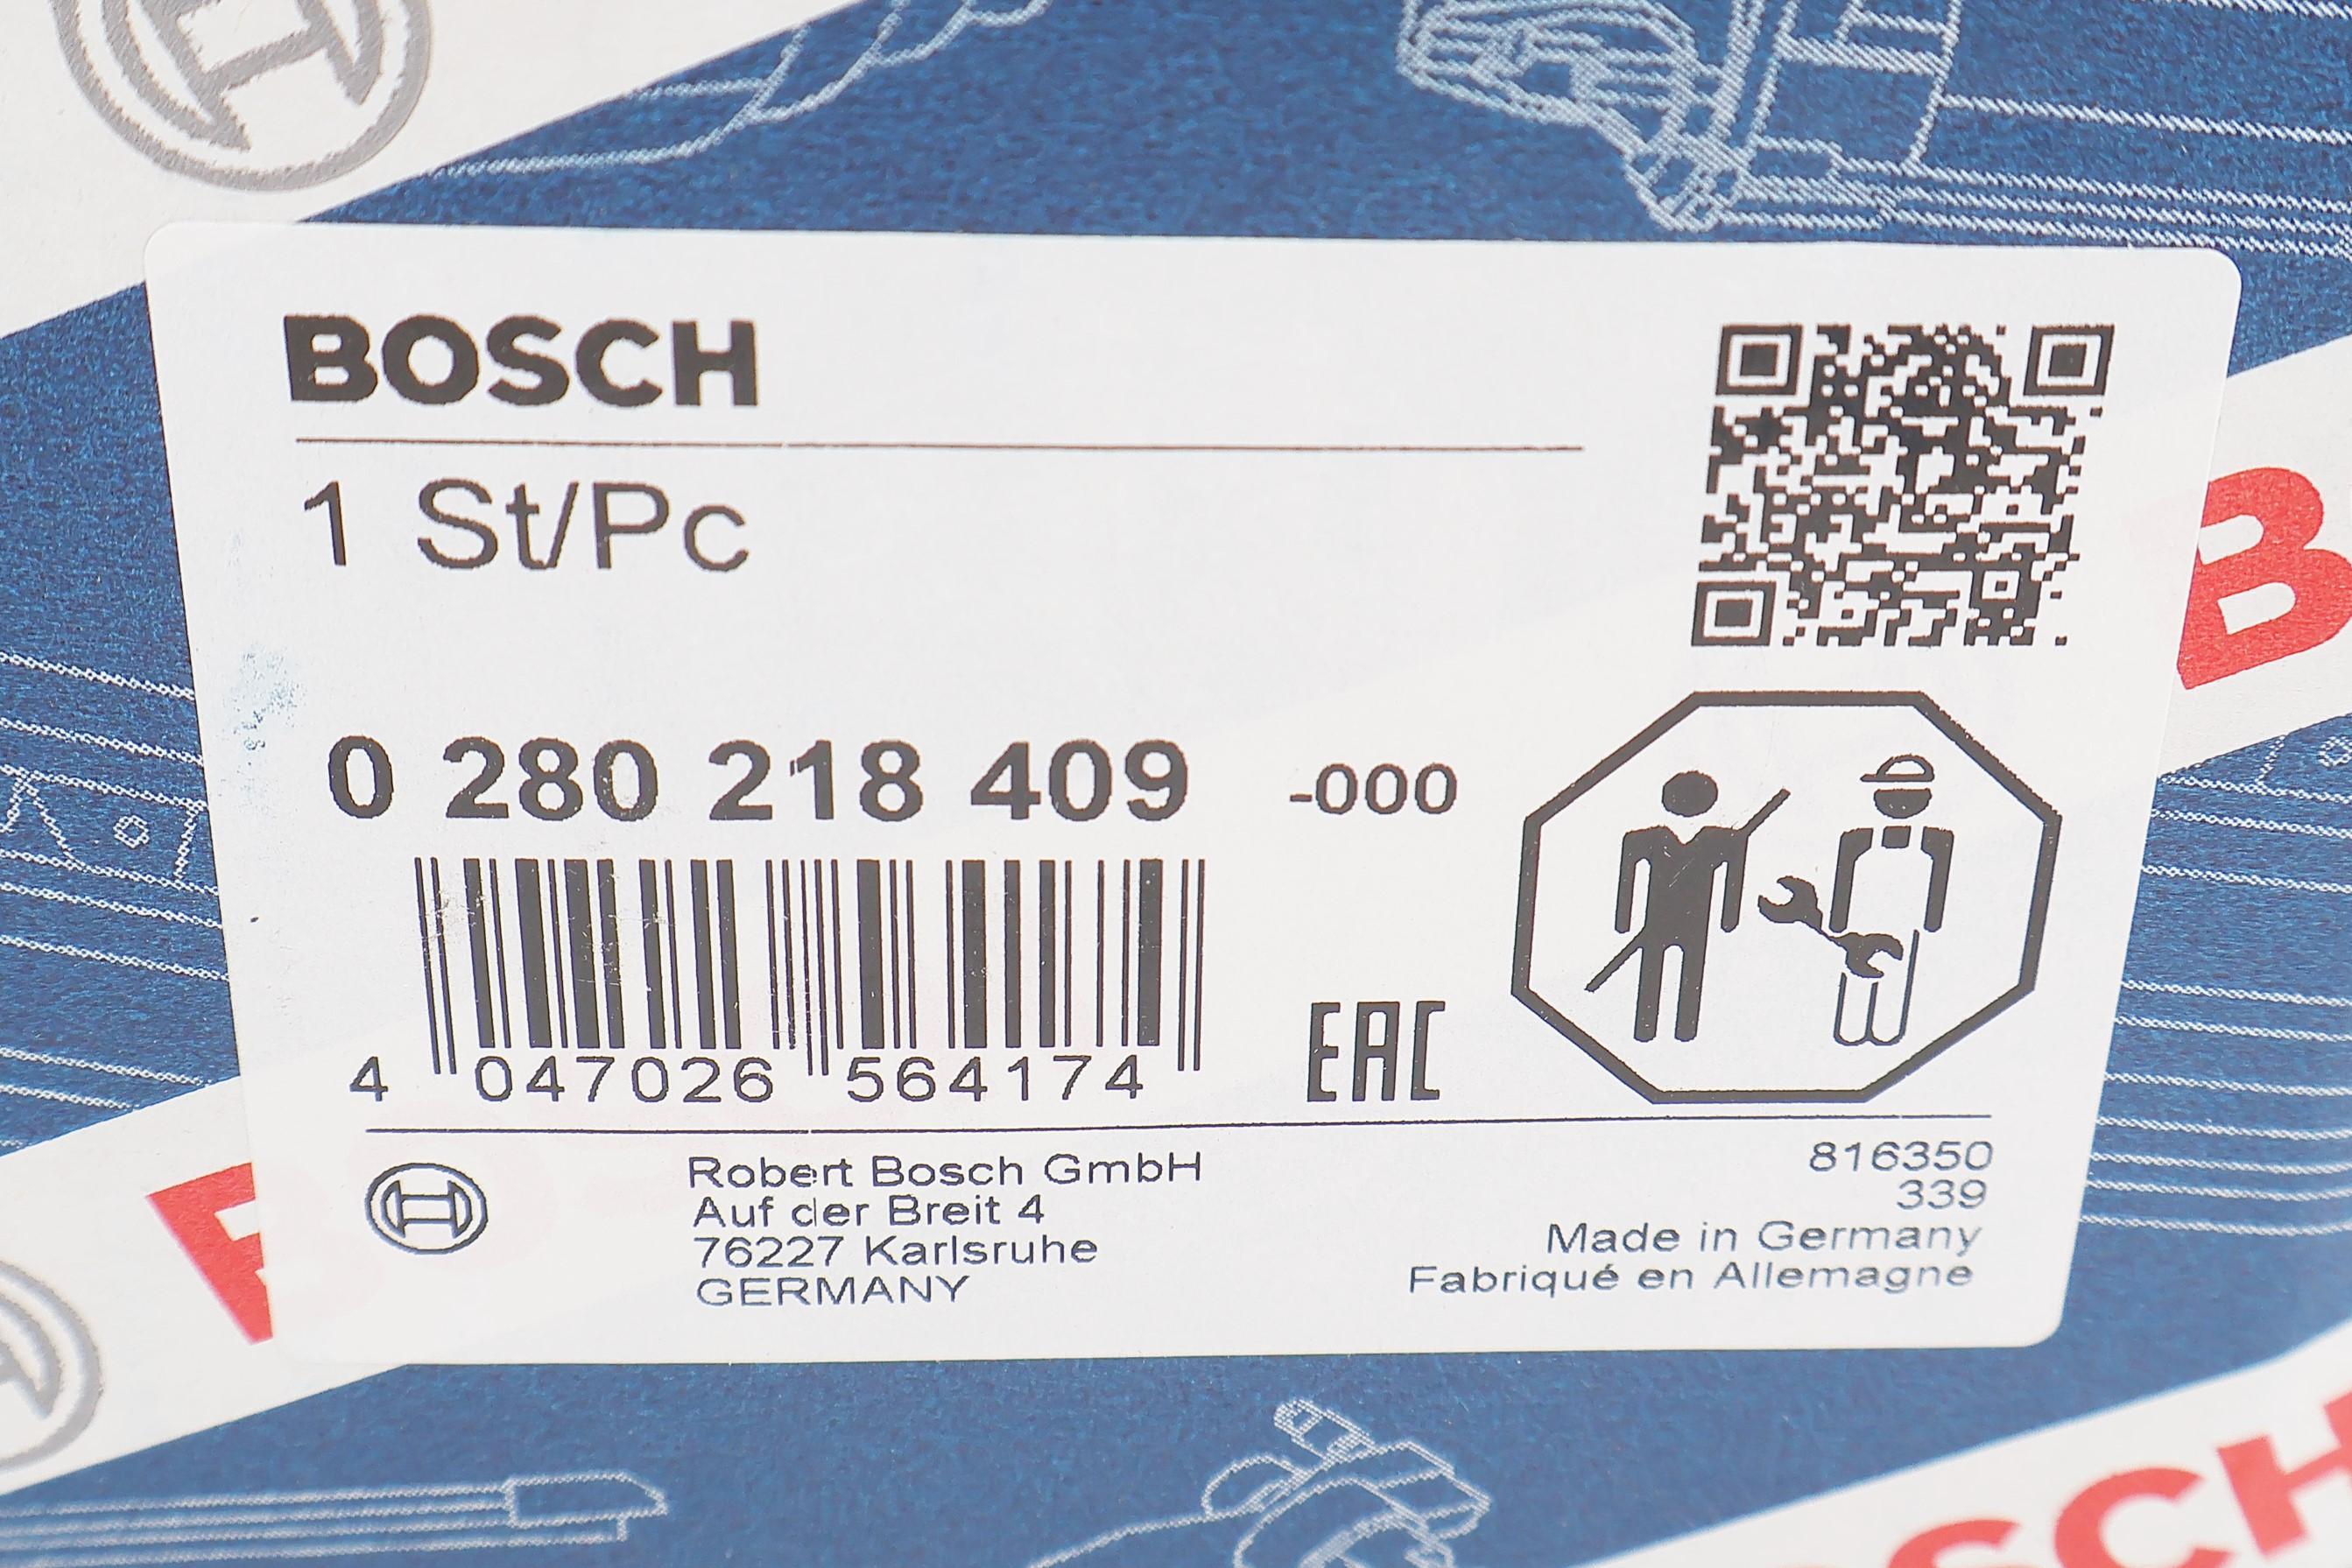 BOSCH
1 St/Pc
0 280 218 409 -000
4 047026 564174
EAC
Robert Bosch GmbH
Auf der Breit 4
76227 Karlsruhe
GERMANY
816350
339
Made in Germany
Fabriqué en Allemagne
B
SCH